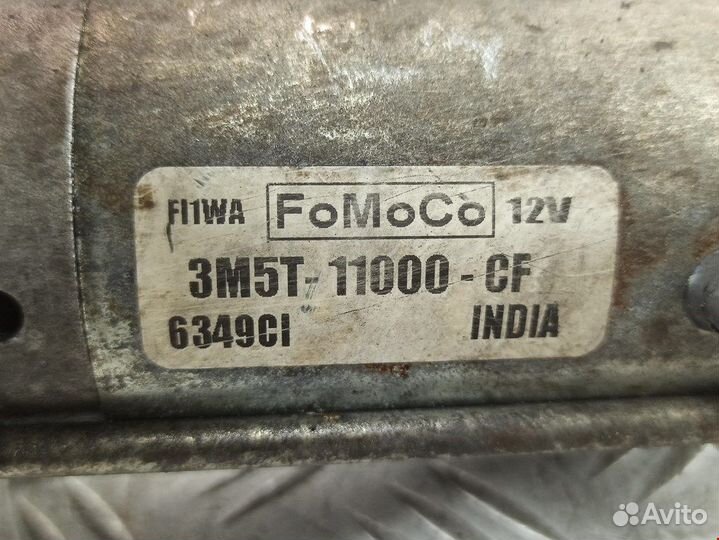 FI1WA FoMoCo 12V
3M5T-11000-CF
6349CI INDIA
Avito